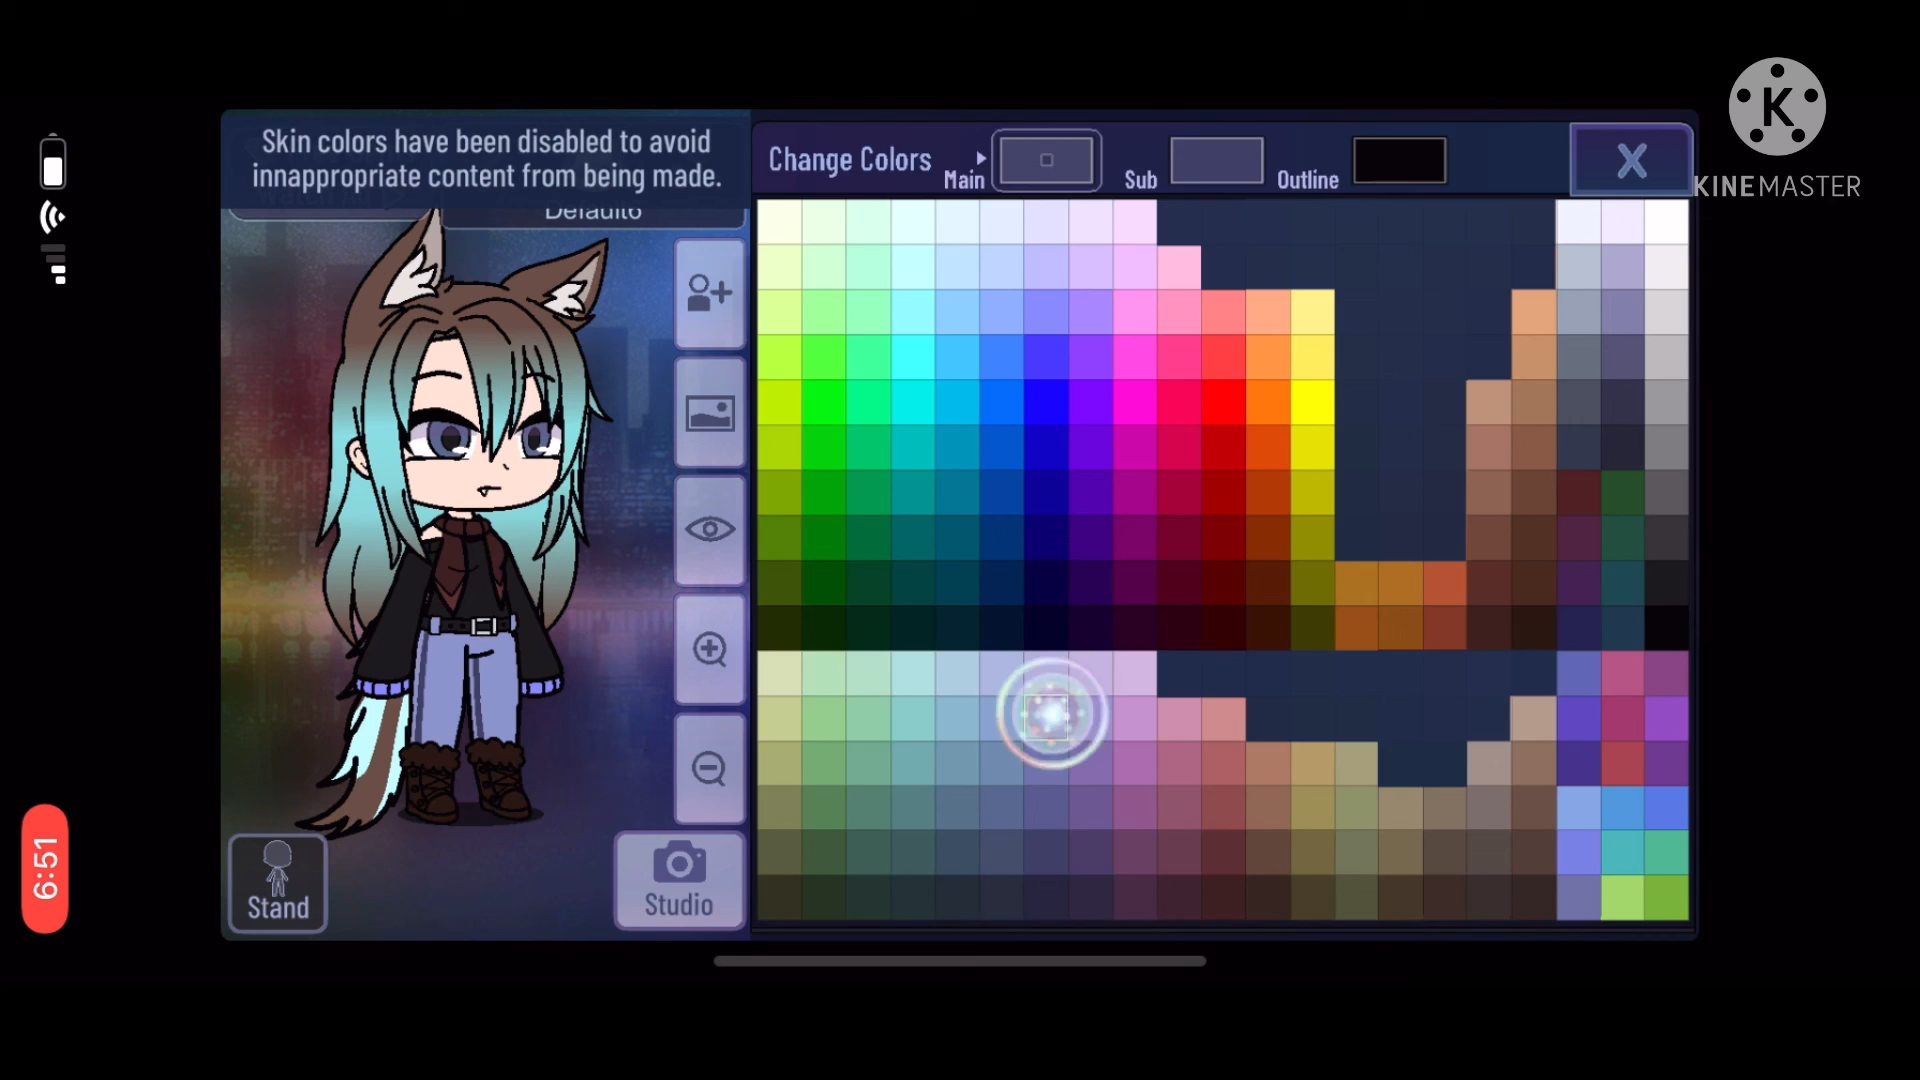 Skin colors have been disabled to avoid
innappropriate content from being made.
Default6
Change Colors
Main
Sub
Outline
X
K
KINEMASTER
6:51
Stand
Studio